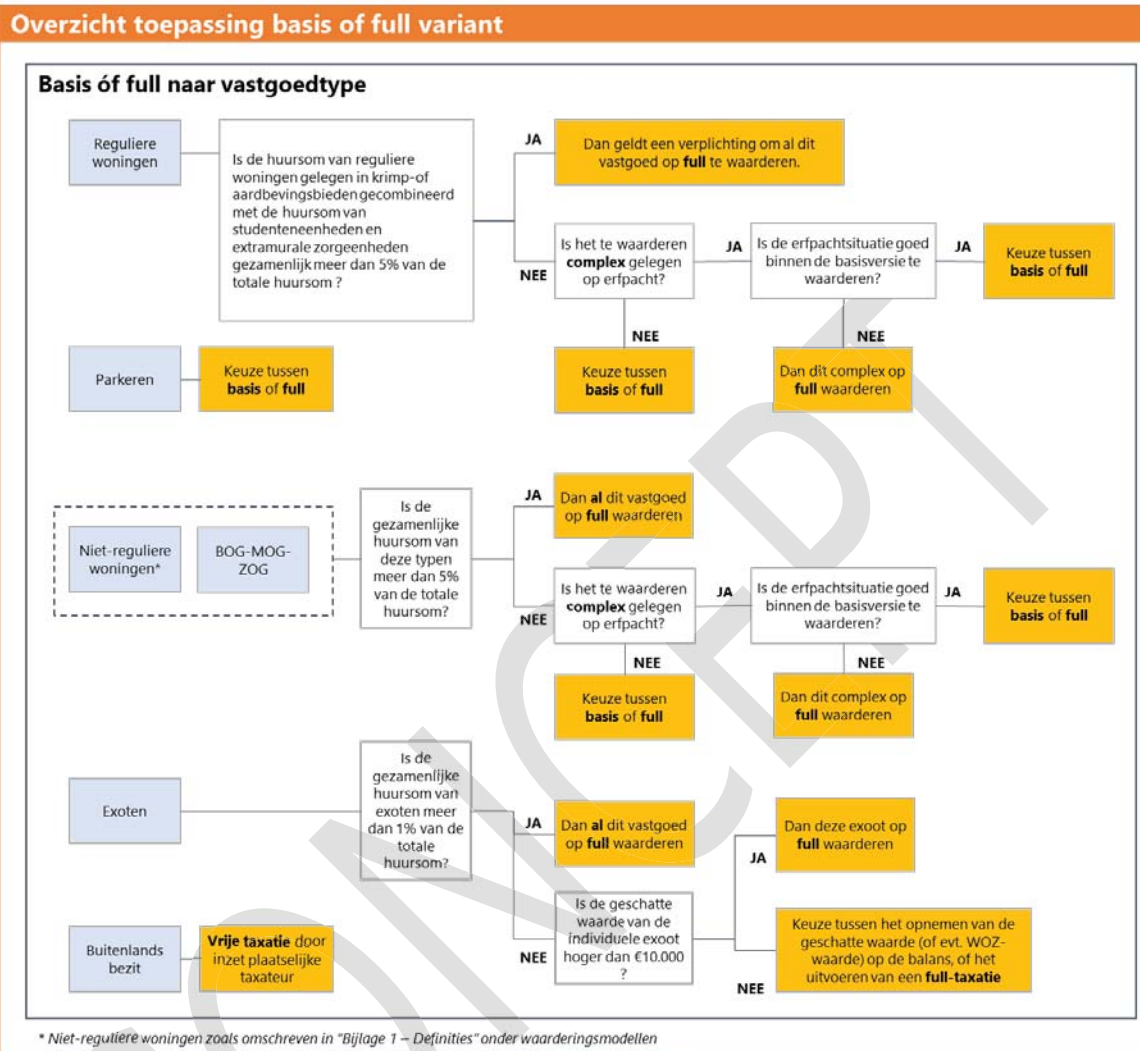 Overzicht toepassing basis of full variant
Basis óf full naar vastgoedtype
Reguliere
woningen
Is de huursom van reguliere
woningen gelegen in krimp-of
aardbevingsbieden gecombineerd
met de huursom van
studenteneenheden en
extramurale zorgeenheden
gezamenlijk meer dan 5% van de
totale huursom ?
JA
Dan geldt een verplichting om al dit
vastgoed op full te waarderen.
NEE
Is het te waarderen
complex gelegen
op erfpacht?
JA
Is de erfpachtsituatie goed
binnen de basisversie te
waarderen?
JA
Keuze tussen
basis of full
NEE
Keuze tussen
basis of full
NEE
Dan dit complex op
full waarderen
Parkeren
Keuze tussen
basis of full
Niet-reguliere
woningen*
BOG-MOG-
ZOG
Is de
gezamenlijke
huursom van
deze typen
meer dan 5%
van de totale
huursom?
JA
Dan al dit vastgoed
op full waarderen
NEE
Is het te waarderen
complex gelegen
op erfpacht?
JA
Is de erfpachtsituatie goed
binnen de basisversie te
waarderen?
JA
Keuze tussen
basis of full
NEE
Keuze tussen
basis of full
NEE
Dan dit complex op
full waarderen
Exoten
Is de
gezamenlijke
huursom van
exoten meer
dan 1% van de
totale
huursom?
JA
Dan al dit vastgoed
op full waarderen
NEE
Is de geschatte
waarde van de
individuele exoot
hoger dan €10.000
?
JA
Dan deze exoot op
full waarderen
NEE
Keuze tussen het opnemen van de
geschatte waarde (of evt. WOZ-
waarde) op de balans, of het
uitvoeren van een full-taxatie
Buitenlands
bezit
Vrije taxatie door
inzet plaatselijke
taxateur
* Niet-reguliere woningen zoals omschreven in "Bijlage 1 – Definities" onder waarderingsmodellen
CONCEPT